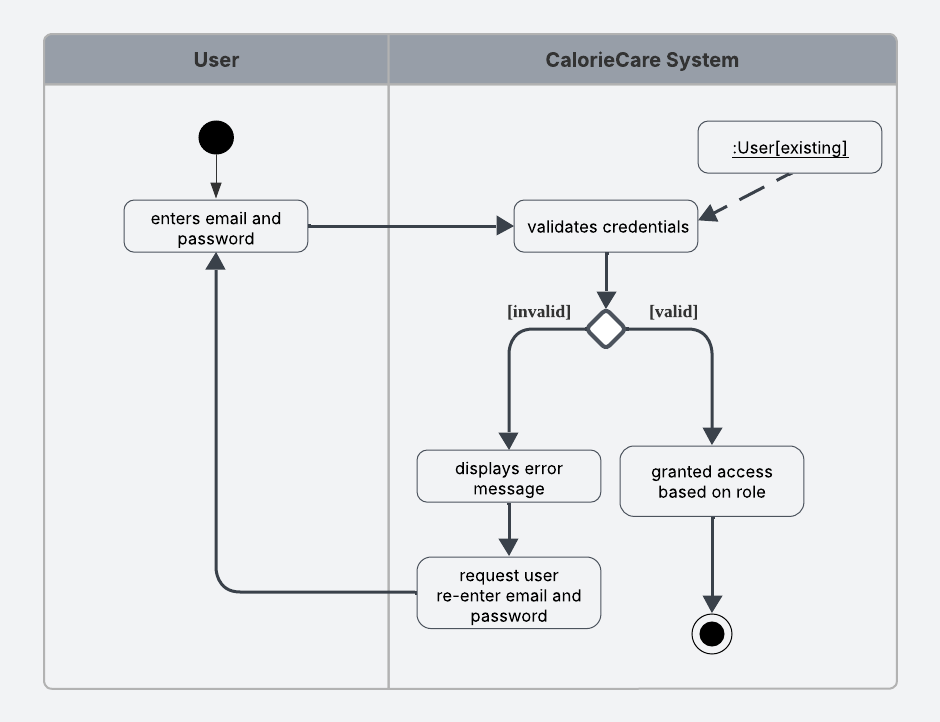 User
CalorieCare System
:User[existing]
enters email and
password
validates credentials
[invalid]
[valid]
displays error
message
granted access
based on role
request user
re-enter email and
password